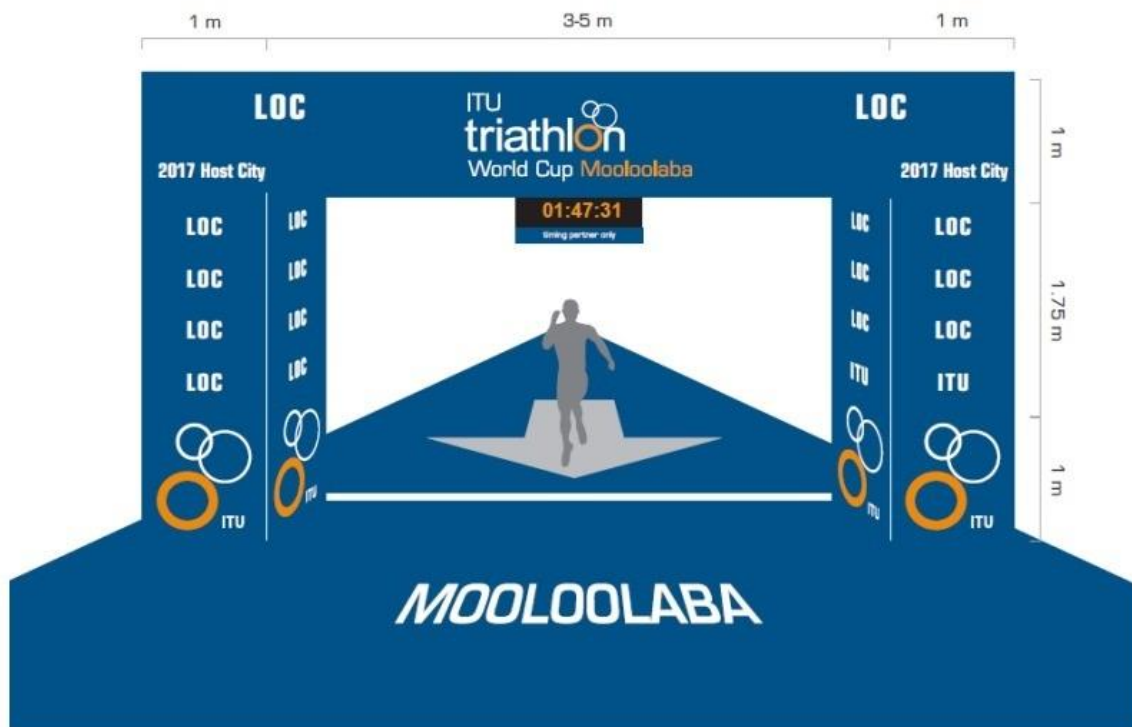 1 m
3-5 m
1 m
LOC
ITU
triathlon
World Cup Mooloolaba
LOC
2017 Host City
2017 Host City
01:47:31
timing partner only
LOC
LOC
LOC
LOC
ITU
LOC
LOC
LOC
LOC
ITU
LOC
LOC
LOC
ITU
ITU
LOC
LOC
LOC
ITU
ITU
1 m
1.75 m
1 m
MOOLOOLABA